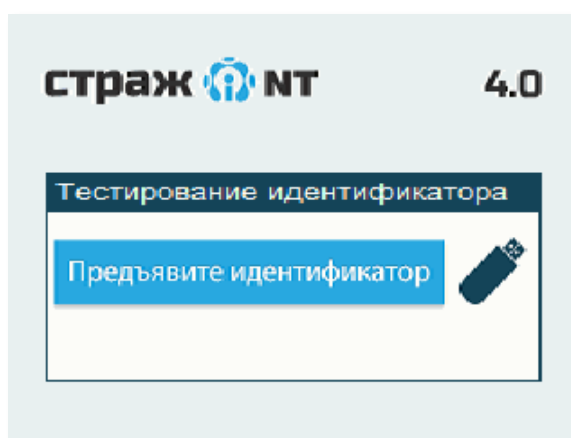 страж NT 4.0
Тестирование идентификатора
Предъявите идентификатор